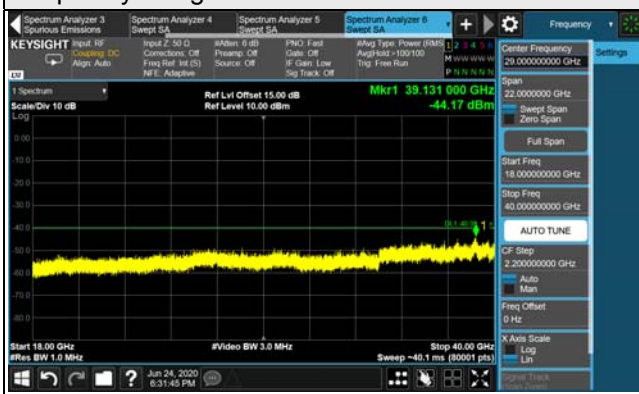 Spectrum Analyzer 3
Spurious Emissions
Spectrum Analyzer 4
Swept SA
Spectrum Analyzer 5
Swept SA
Spectrum Analyzer 6
Swept SA
Frequency
KEYSIGHT
Input: RF
Coupling: DC
Align: Auto
Input Z: 50 Ω
Corrections: Off
Freq Ref: Int (S)
NFE: Adaptive
#Atten: 6 dB
Preamp: Off
Source: Off
PNO: Fast
Gate: Off
IF Gain: Low
Sig Track: Off
#Avg Type: Power (RMS
Avg|Hold:>100/100
Trig: Free Run
1 2 3 4 5 6
M W W W W W
P N N N N N
LXI
1 Spectrum
Scale/Div 10 dB
Log
Ref Lvl Offset 15.00 dB
Ref Level 10.00 dBm
Mkr1 39.131 000 GHz
-44.17 dBm
0.00
-10.0
-20.0
-30.0
-40.0
-50.0
-60.0
-70.0
-80.0
1
Start 18.00 GHz
#Res BW 1.0 MHz
#Video BW 3.0 MHz
Stop 40.00 GHz
Sweep ~40.1 ms (80001 pts)
Jun 24, 2020
6:31:45 PM
Center Frequency
29.000000000 GHz
Settings
Span
22.0000000 GHz
Swept Span
Zero Span
Full Span
Start Freq
18.000000000 GHz
Stop Freq
40.000000000 GHz
AUTO TUNE
CF Step
2.200000000 GHz
Auto
Man
Freq Offset
0 Hz
X Axis Scale
Log
Lin
Signal Track